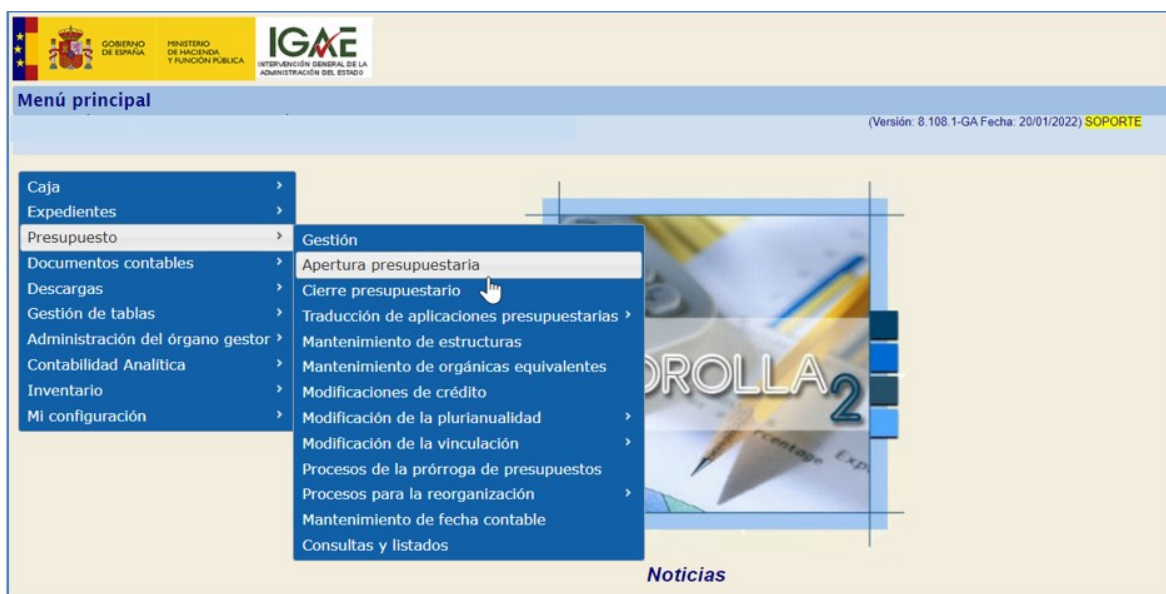 GOBIERNO
DE ESPAÑA
MINISTERIO
DE HACIENDA
Y FUNCIÓN PÚBLICA
IGAE
INTERVENCIÓN GENERAL DE LA
ADMINISTRACIÓN DEL ESTADO
Menú principal
(Versión: 8.108.1-GA Fecha: 20/01/2022) SOPORTE
Caja
Expedientes
Presupuesto
Documentos contables
Descargas
Gestión de tablas
Administración del órgano gestor
Contabilidad Analítica
Inventario
Mi configuración
Gestión
Apertura presupuestaria
Cierre presupuestario
Traducción de aplicaciones presupuestarias
Mantenimiento de estructuras
Mantenimiento de orgánicas equivalentes
Modificaciones de crédito
Modificación de la plurianualidad
Modificación de la vinculación
Procesos de la prórroga de presupuestos
Procesos para la reorganización
Mantenimiento de fecha contable
Consultas y listados
OROLLA2
Noticias